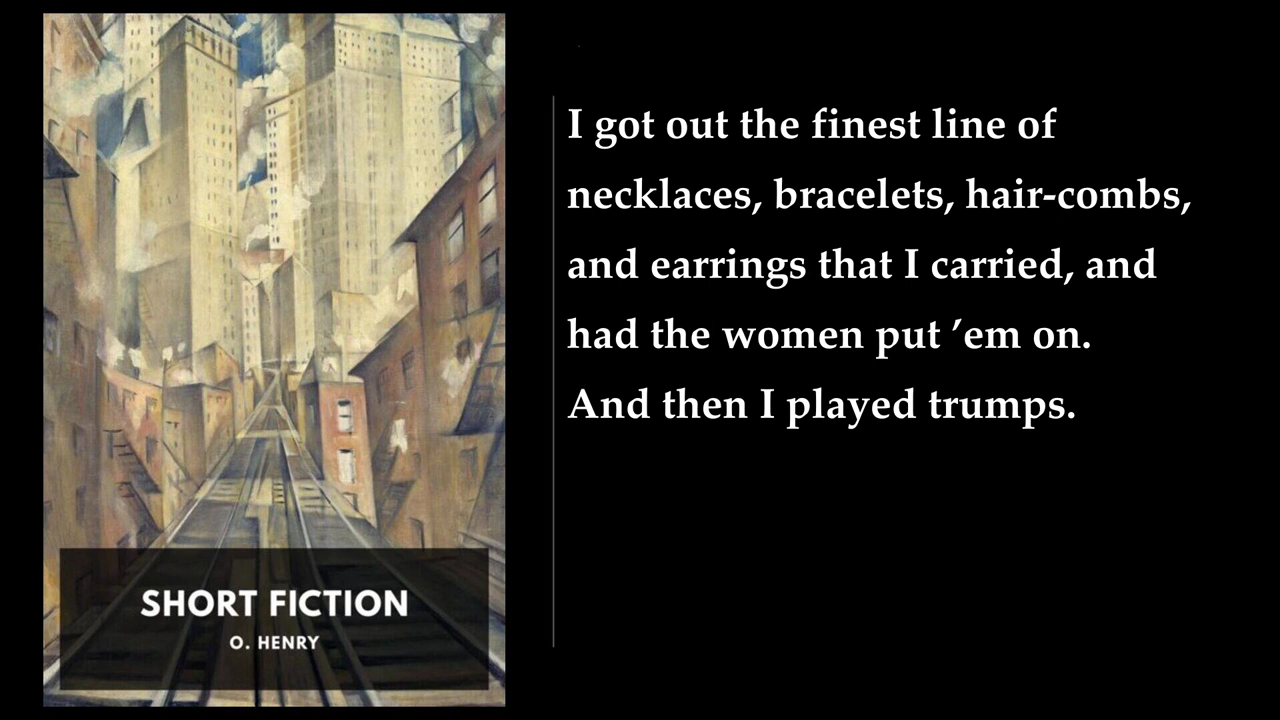 I got out the finest line of
necklaces, bracelets, hair-combs,
and earrings that I carried, and
had the women put ’em on.
And then I played trumps.
SHORT FICTION
O. HENRY